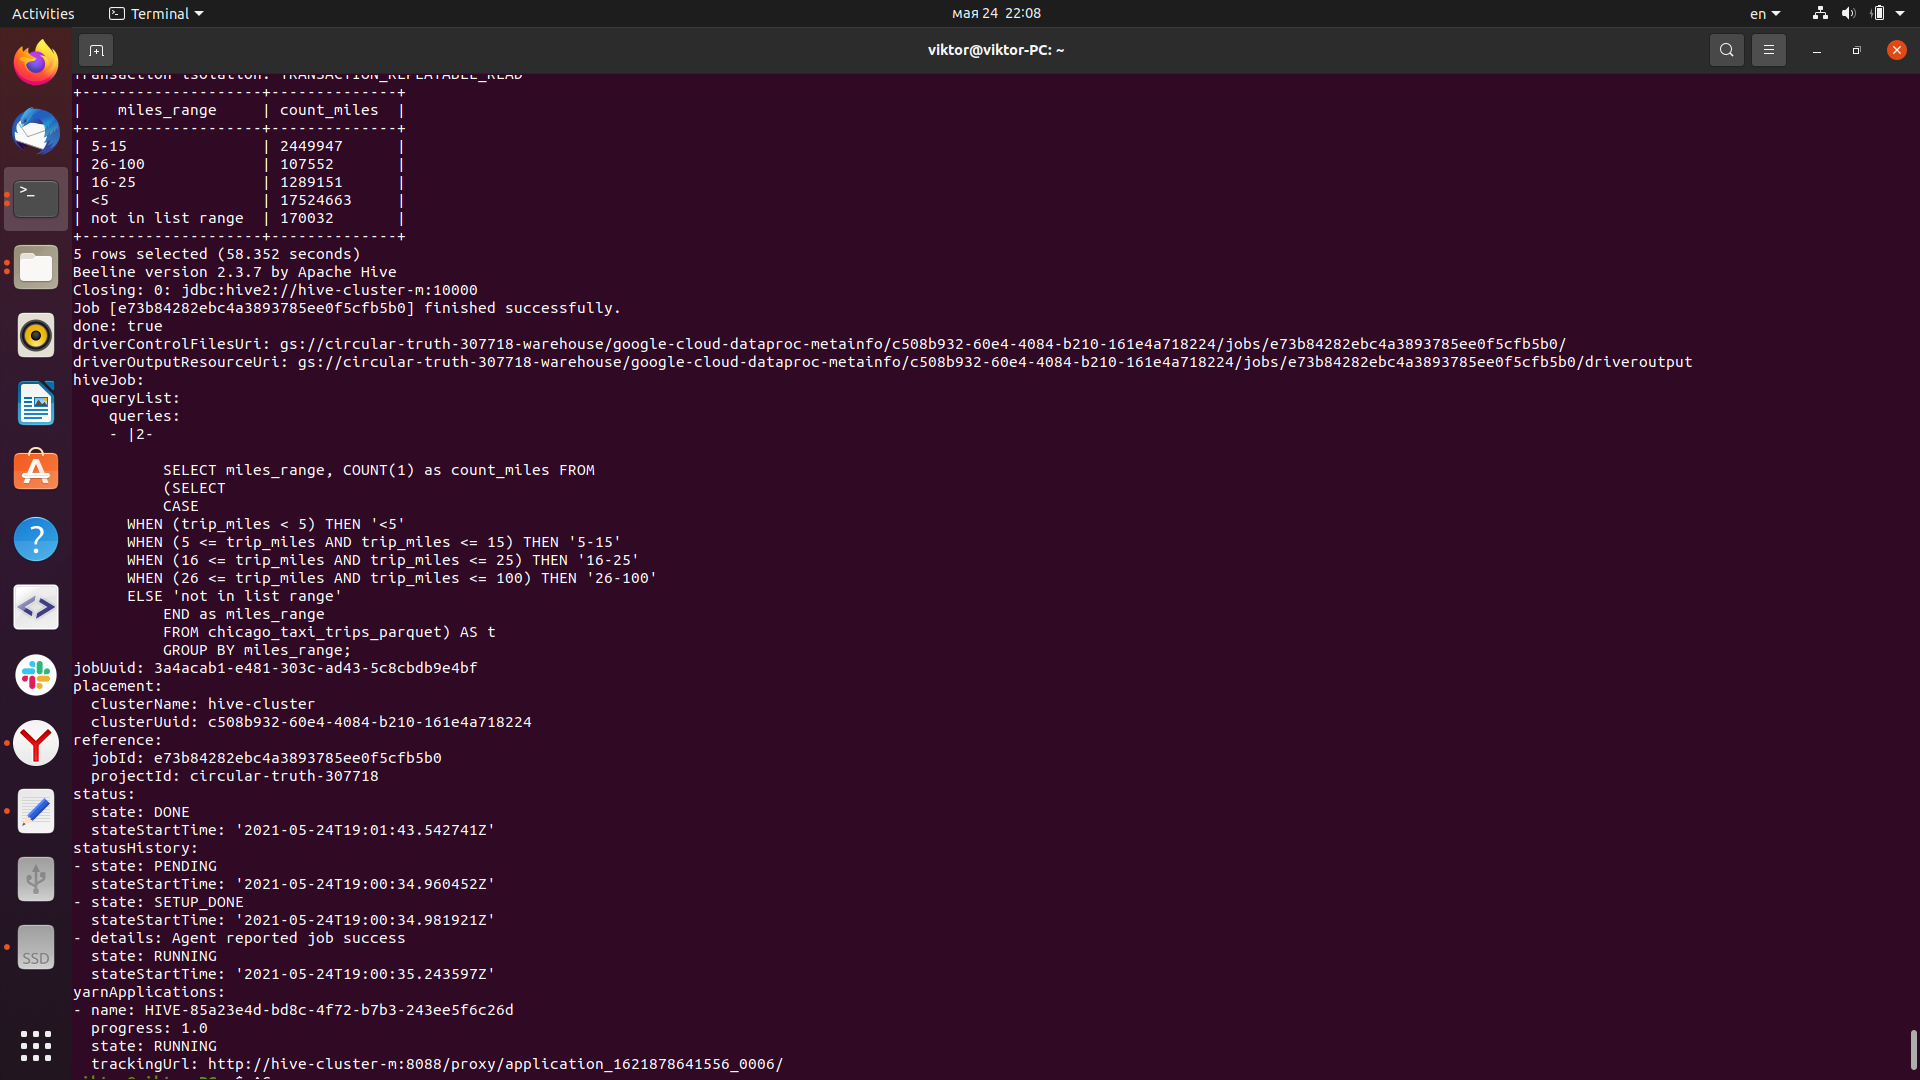 Activities
Terminal
мая 24 22:08
en
viktor@viktor-PC: ~
Transaction isolation: TRANSACTION_REPEATABLE_READ
+--------------------+--------------+
|    miles_range     | count_miles  |
+--------------------+--------------+
| 5-15               | 2449947      |
| 26-100             | 107552       |
| 16-25              | 1289151      |
| <5                 | 17524663     |
| not in list range  | 170032       |
+--------------------+--------------+
5 rows selected (58.352 seconds)
Beeline version 2.3.7 by Apache Hive
Closing: 0: jdbc:hive2://hive-cluster-m:10000
Job [e73b84282ebc4a3893785ee0f5cfb5b0] finished successfully.
done: true
driverControlFilesUri: gs://circular-truth-307718-warehouse/google-cloud-dataproc-metainfo/c508b932-60e4-4084-b210-161e4a718224/jobs/e73b84282ebc4a3893785ee0f5cfb5b0/
driverOutputResourceUri: gs://circular-truth-307718-warehouse/google-cloud-dataproc-metainfo/c508b932-60e4-4084-b210-161e4a718224/jobs/e73b84282ebc4a3893785ee0f5cfb5b0/driveroutput
hiveJob:
  queryList:
    queries:
    - |2-
          SELECT miles_range, COUNT(1) as count_miles FROM
          (SELECT
          CASE
      WHEN (trip_miles < 5) THEN '<5'
      WHEN (5 <= trip_miles AND trip_miles <= 15) THEN '5-15'
      WHEN (16 <= trip_miles AND trip_miles <= 25) THEN '16-25'
      WHEN (26 <= trip_miles AND trip_miles <= 100) THEN '26-100'
      ELSE 'not in list range'
          END as miles_range
          FROM chicago_taxi_trips_parquet) AS t
          GROUP BY miles_range;
jobUuid: 3a4acab1-e481-303c-ad43-5c8cbdb9e4bf
placement:
  clusterName: hive-cluster
  clusterUuid: c508b932-60e4-4084-b210-161e4a718224
reference:
  jobId: e73b84282ebc4a3893785ee0f5cfb5b0
  projectId: circular-truth-307718
status:
  state: DONE
  stateStartTime: '2021-05-24T19:01:43.542741Z'
statusHistory:
- state: PENDING
  stateStartTime: '2021-05-24T19:00:34.960452Z'
- state: SETUP_DONE
  stateStartTime: '2021-05-24T19:00:34.981921Z'
- details: Agent reported job success
  state: RUNNING
  stateStartTime: '2021-05-24T19:00:35.243597Z'
yarnApplications:
- name: HIVE-85a23e4d-bd8c-4f72-b7b3-243ee5f6c26d
  progress: 1.0
  state: RUNNING
  trackingUrl: http://hive-cluster-m:8088/proxy/application_1621878641556_0006/
SSD